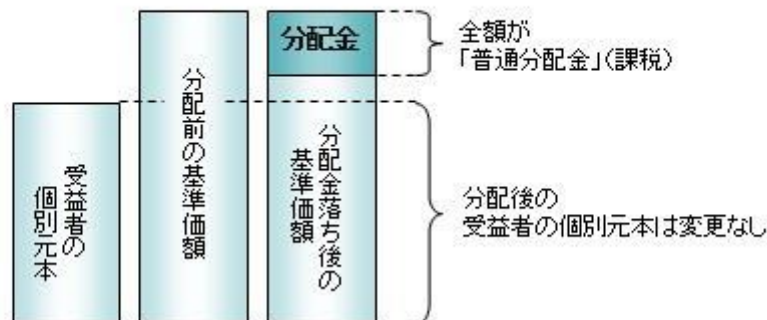 受益者の
個別元本
分配前の基準価額
分配金
分配金落ち後の
基準価額
全額が
「普通分配金」(課税)
分配後の
受益者の個別元本は変更なし